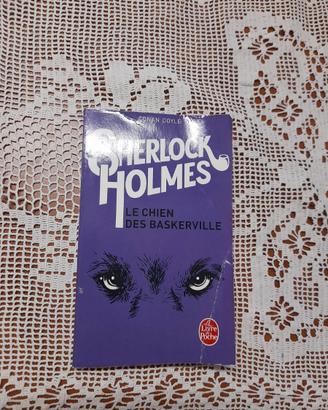 CONAN DOYLE
SHERLOCK
HOLMES
LE CHIEN
DES BASKERVILLE
Le Livre
de
Poche